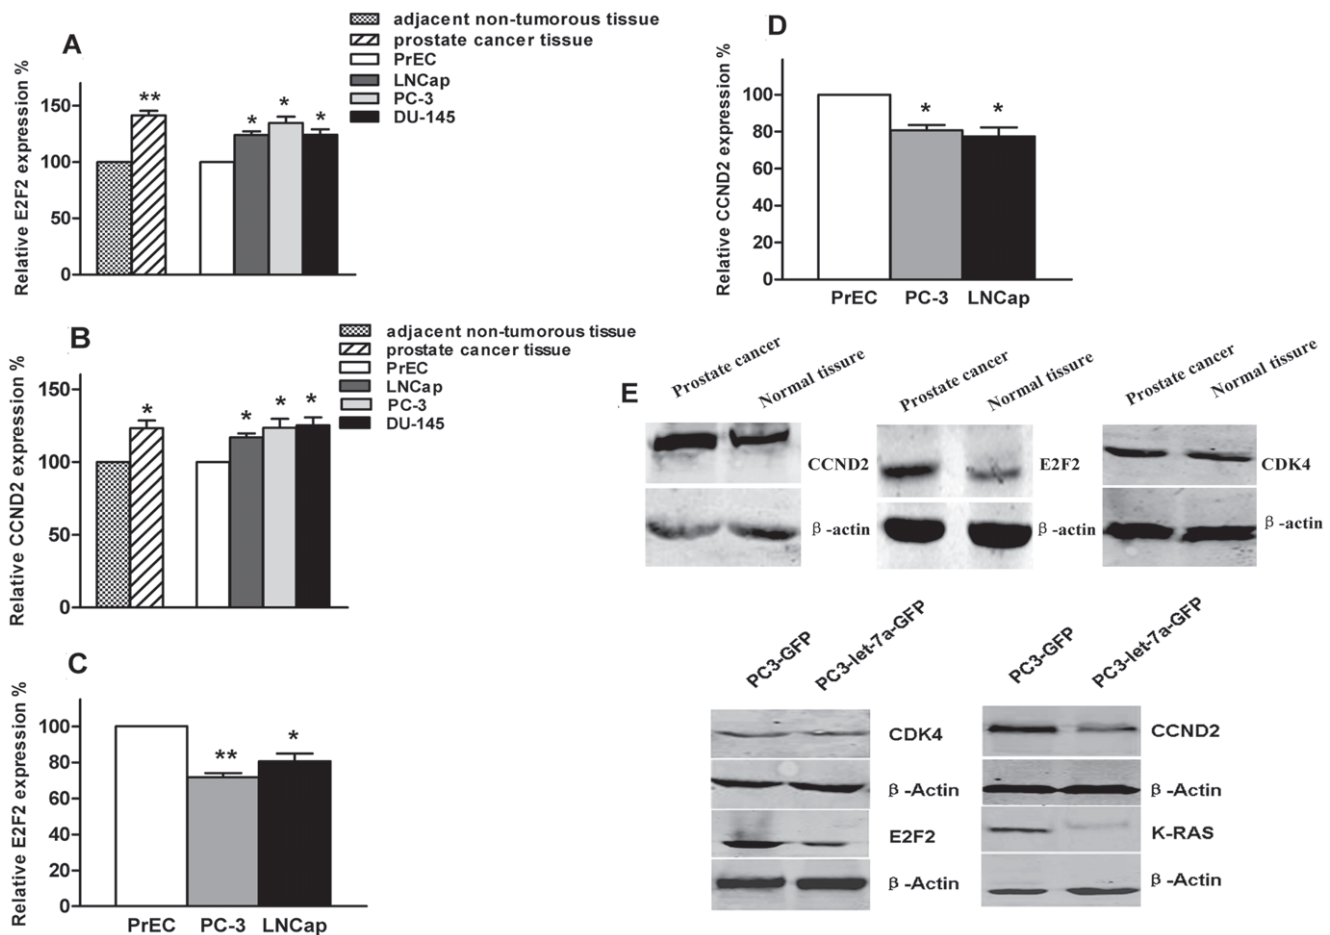 A
adjacent non-tumorous tissue
prostate cancer tissue
PrEC
LNCap
PC-3
DU-145
Relative E2F2 expression %
150
100
50
0
**
*
*
*
B
adjacent non-tumorous tissue
prostate cancer tissue
PrEC
LNCap
PC-3
DU-145
Relative CCND2 expression %
150
100
50
0
*
*
*
*
C
Relative E2F2 expression %
100
80
60
40
20
0
**
*
PrEC PC-3 LNCap
D
Relative CCND2 expression %
100
80
60
40
20
0
*
*
PrEC PC-3 LNCap
E
Prostate cancer
Normal tissure
CCND2
β -actin
Prostate cancer
Normal tissure
E2F2
β -actin
Prostate cancer
Normal tissure
CDK4
β -actin
PC3-GFP
PC3-let-7a-GFP
CDK4
β -Actin
E2F2
β -Actin
PC3-GFP
PC3-let-7a-GFP
CCND2
β -Actin
K-RAS
β -Actin